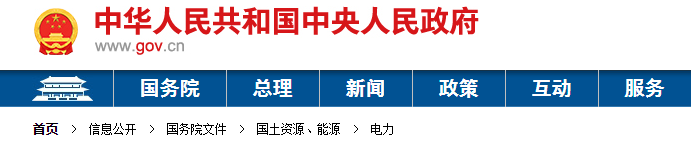 中华人民共和国中央人民政府
www.gov.cn
国务院 总理 新闻 政策 互动 服务
首页 > 信息公开 > 国务院文件 > 国土资源、能源 > 电力